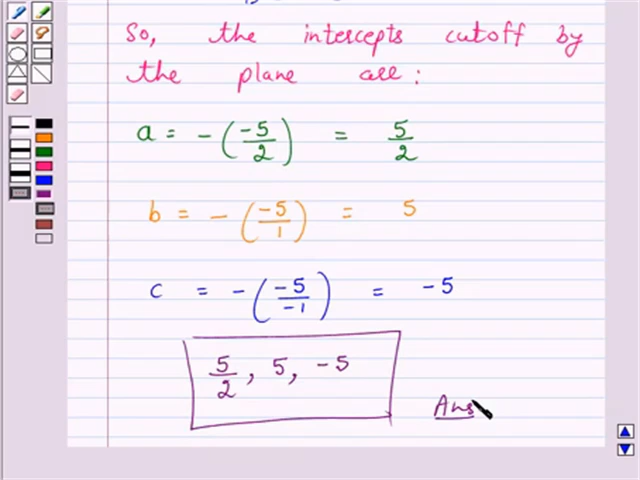 So, the intercepts cutoff by
the plane are:
a = -(-5/2) = 5/2
b = -(-5/1) = 5
c = -(-5/-1) = -5
5/2, 5, -5
Ans